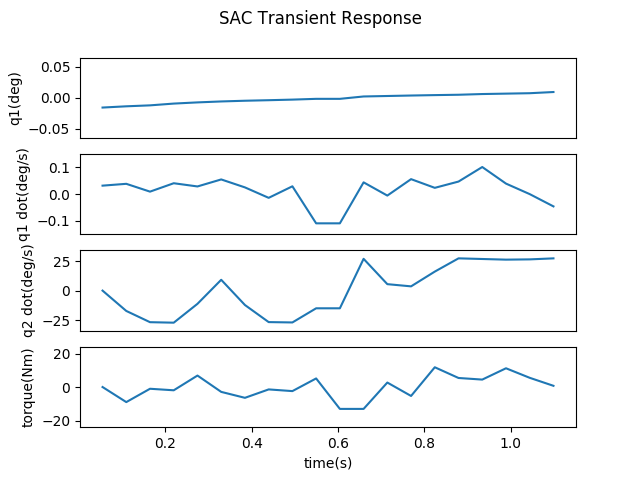 SAC Transient Response
q1(deg)
0.05
0.00
−0.05
q1 dot(deg/s)
0.1
0.0
−0.1
q2 dot(deg/s)
25
0
−25
torque(Nm)
20
0
−20
0.2 0.4 0.6 0.8 1.0
time(s)